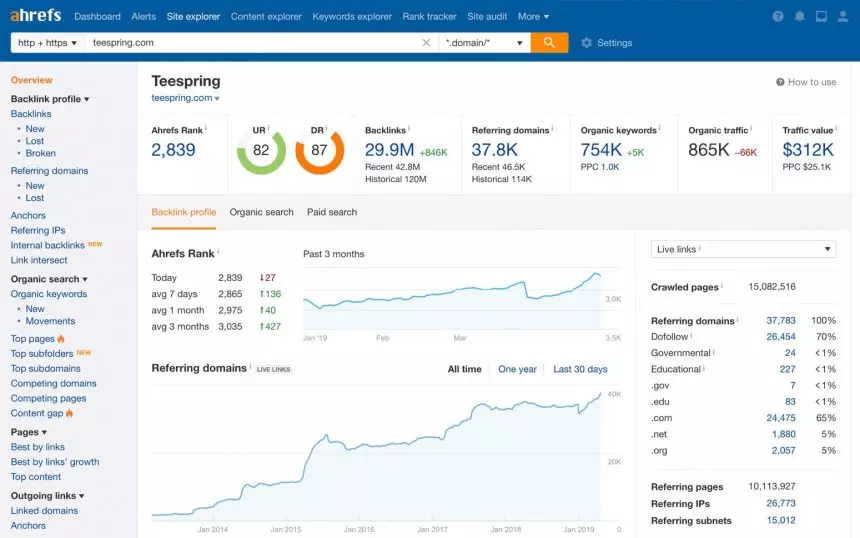 ahrefs Dashboard Alerts Site explorer Content explorer Keywords explorer Rank tracker Site audit More
http + https teespring.com *.domain/* Settings
Overview
Backlink profile
Backlinks
New
Lost
Broken
Referring domains
New
Lost
Anchors
Referring IPs
Internal backlinks NEW
Link intersect
Organic search
Organic keywords
New
Movements
Top pages
Top subfolders NEW
Top subdomains
Competing domains
Competing pages
Content gap
Pages
Best by links
Best by links' growth
Top content
Outgoing links
Linked domains
Anchors
Teespring
teespring.com
How to use
Ahrefs Rank
2,839
UR
82
DR
87
Backlinks
29.9M +846K
Recent 42.8M
Historical 120M
Referring domains
37.8K
Recent 46.5K
Historical 114K
Organic keywords
754K +5K
PPC 1.0K
Organic traffic
865K –66K
Traffic value
$312K
PPC $25.1K
Backlink profile Organic search Paid search
Ahrefs Rank
Today 2,839 ↓27
avg 7 days 2,865 ↑136
avg 1 month 2,975 ↑40
avg 3 months 3,035 ↑427
Past 3 months
3.0K
3.5K
Jan '19 Feb Mar
Referring domains LIVE LINKS
All time One year Last 30 days
40K
20K
0
Jan 2014 Jan 2015 Jan 2016 Jan 2017 Jan 2018 Jan 2019
Live links
Crawled pages 15,082,516
Referring domains 37,783 100%
Dofollow 26,454 70%
Governmental 24 <1%
Educational 227 <1%
.gov 7 <1%
.edu 83 <1%
.com 24,475 65%
.net 1,880 5%
.org 2,057 5%
Referring pages 10,113,927
Referring IPs 26,773
Referring subnets 15,012